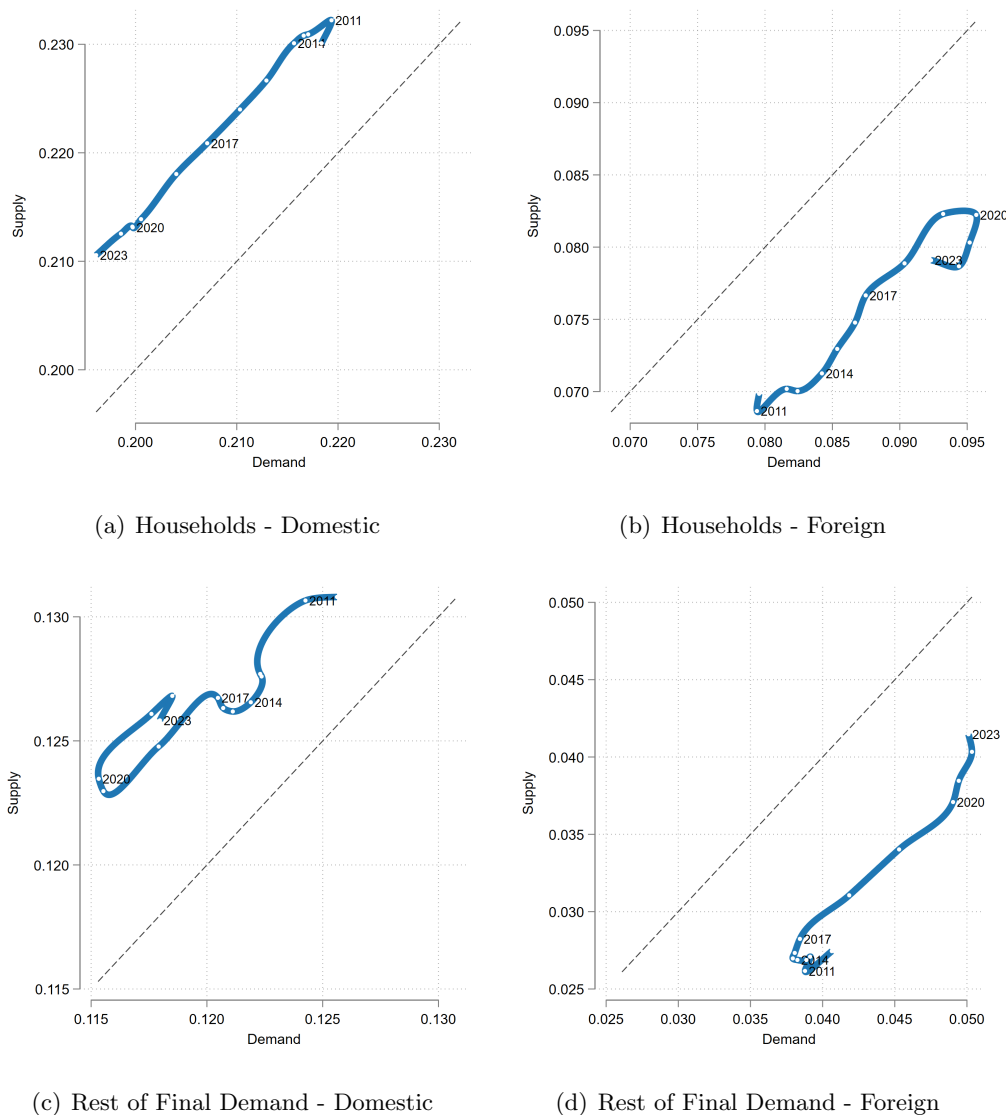 0.230
0.220
0.210
0.200
Supply
2011
2014
2017
2020
2023
0.200 0.210 0.220 0.230
Demand
(a) Households - Domestic
0.095
0.090
0.085
0.080
0.075
0.070
Supply
2020
2023
2017
2014
2011
0.070 0.075 0.080 0.085 0.090 0.095
Demand
(b) Households - Foreign
0.130
0.125
0.120
0.115
Supply
2011
2017
2014
2023
2020
0.115 0.120 0.125 0.130
Demand
(c) Rest of Final Demand - Domestic
0.050
0.045
0.040
0.035
0.030
0.025
Supply
2023
2020
2017
2014
2011
0.025 0.030 0.035 0.040 0.045 0.050
Demand
(d) Rest of Final Demand - Foreign